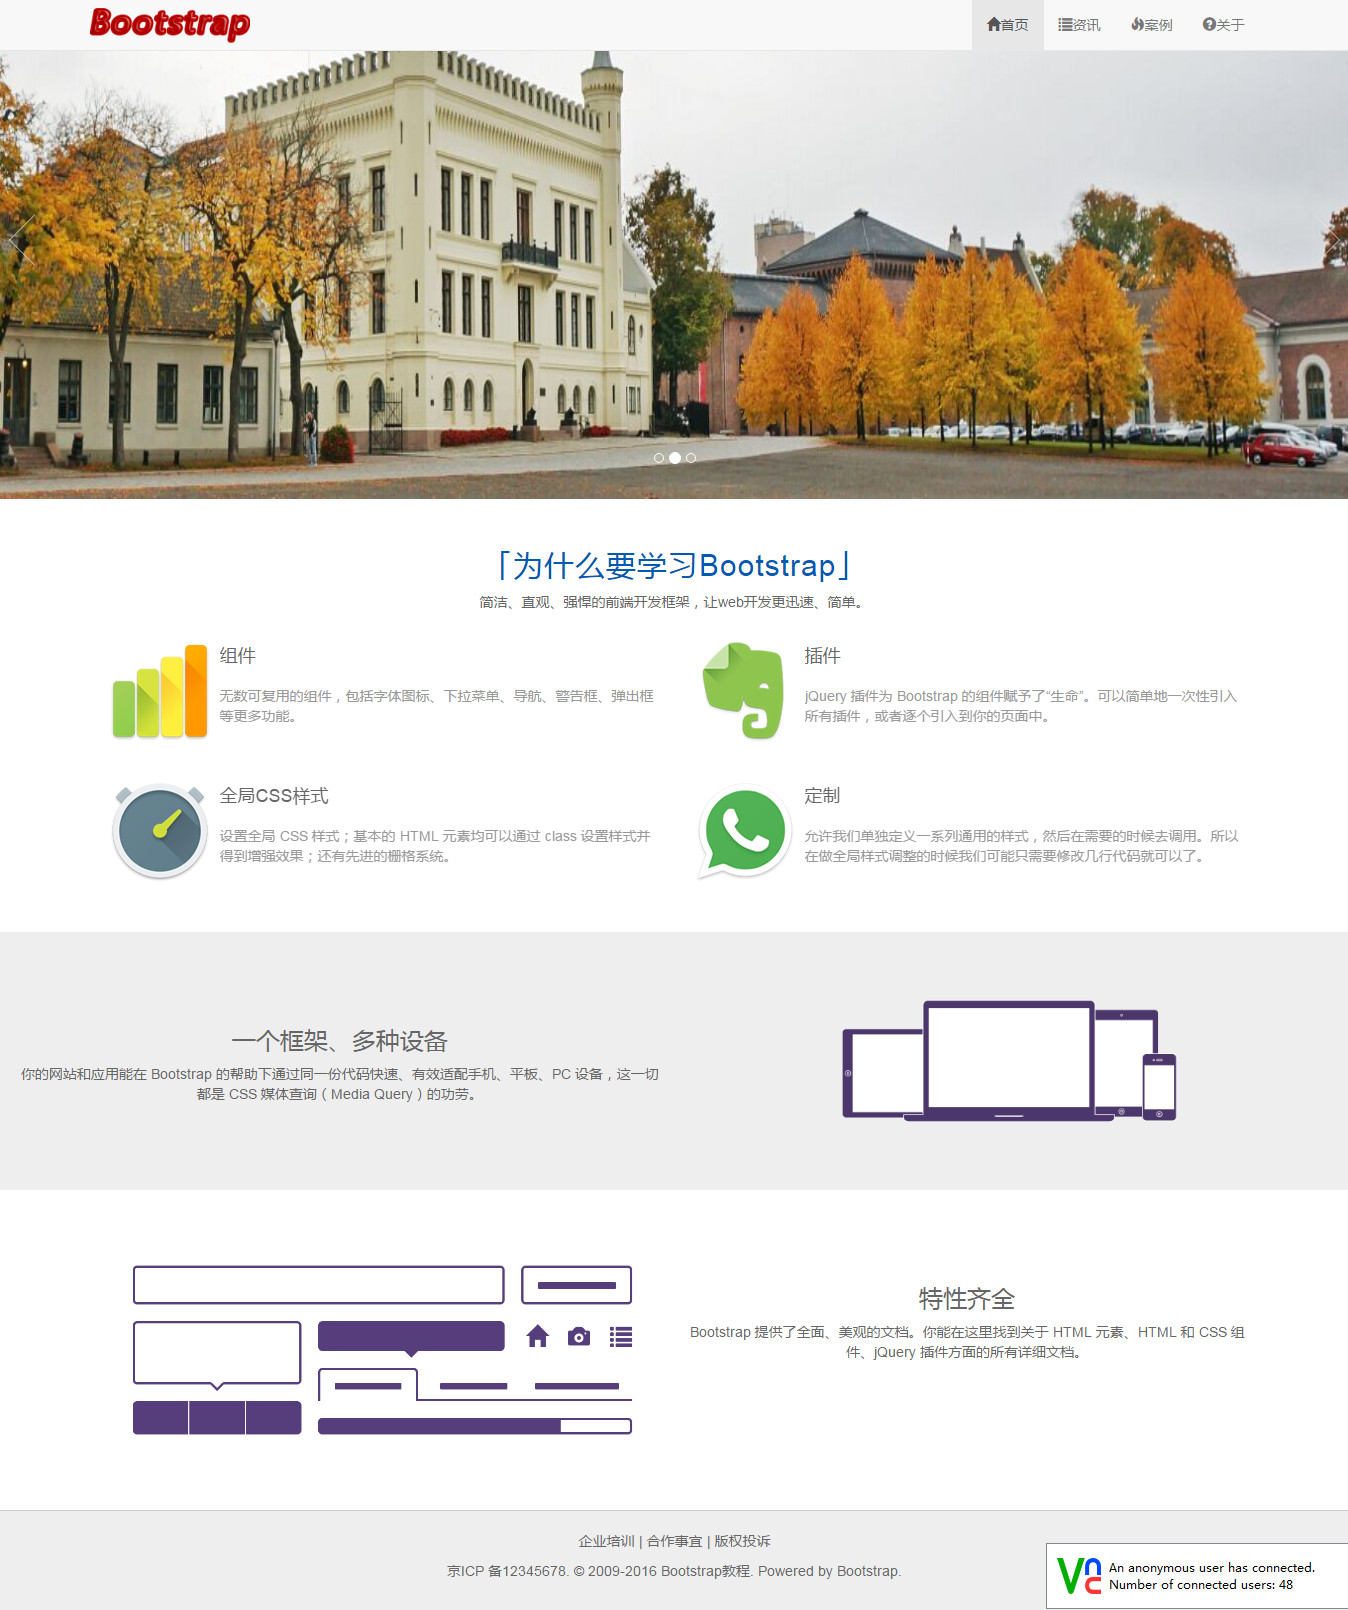 Bootstrap
首页 资讯 案例 关于
「为什么要学习Bootstrap」
简洁、直观、强悍的前端开发框架，让web开发更迅速、简单。
组件
无数可复用的组件，包括字体图标、下拉菜单、导航、警告框、弹出框
等更多功能。
插件
jQuery 插件为 Bootstrap 的组件赋予了“生命”。可以简单地一次性引入
所有插件，或者逐个引入到你的页面中。
全局CSS样式
设置全局 CSS 样式；基本的 HTML 元素均可以通过 class 设置样式并
得到增强效果；还有先进的栅格系统。
定制
允许我们单独定义一系列通用的样式，然后在需要的时候去调用。所以
在做全局样式调整的时候我们可能只需要修改几行代码就可以了。
一个框架、多种设备
你的网站和应用能在 Bootstrap 的帮助下通过同一份代码快速、有效适配手机、平板、PC 设备，这一切
都是 CSS 媒体查询（Media Query）的功劳。
特性齐全
Bootstrap 提供了全面、美观的文档。你能在这里找到关于 HTML 元素、HTML 和 CSS 组
件、jQuery 插件方面的所有详细文档。
企业培训 | 合作事宜 | 版权投诉
京ICP 备12345678. © 2009-2016 Bootstrap教程. Powered by Bootstrap.
Vnc
An anonymous user has connected.
Number of connected users: 48